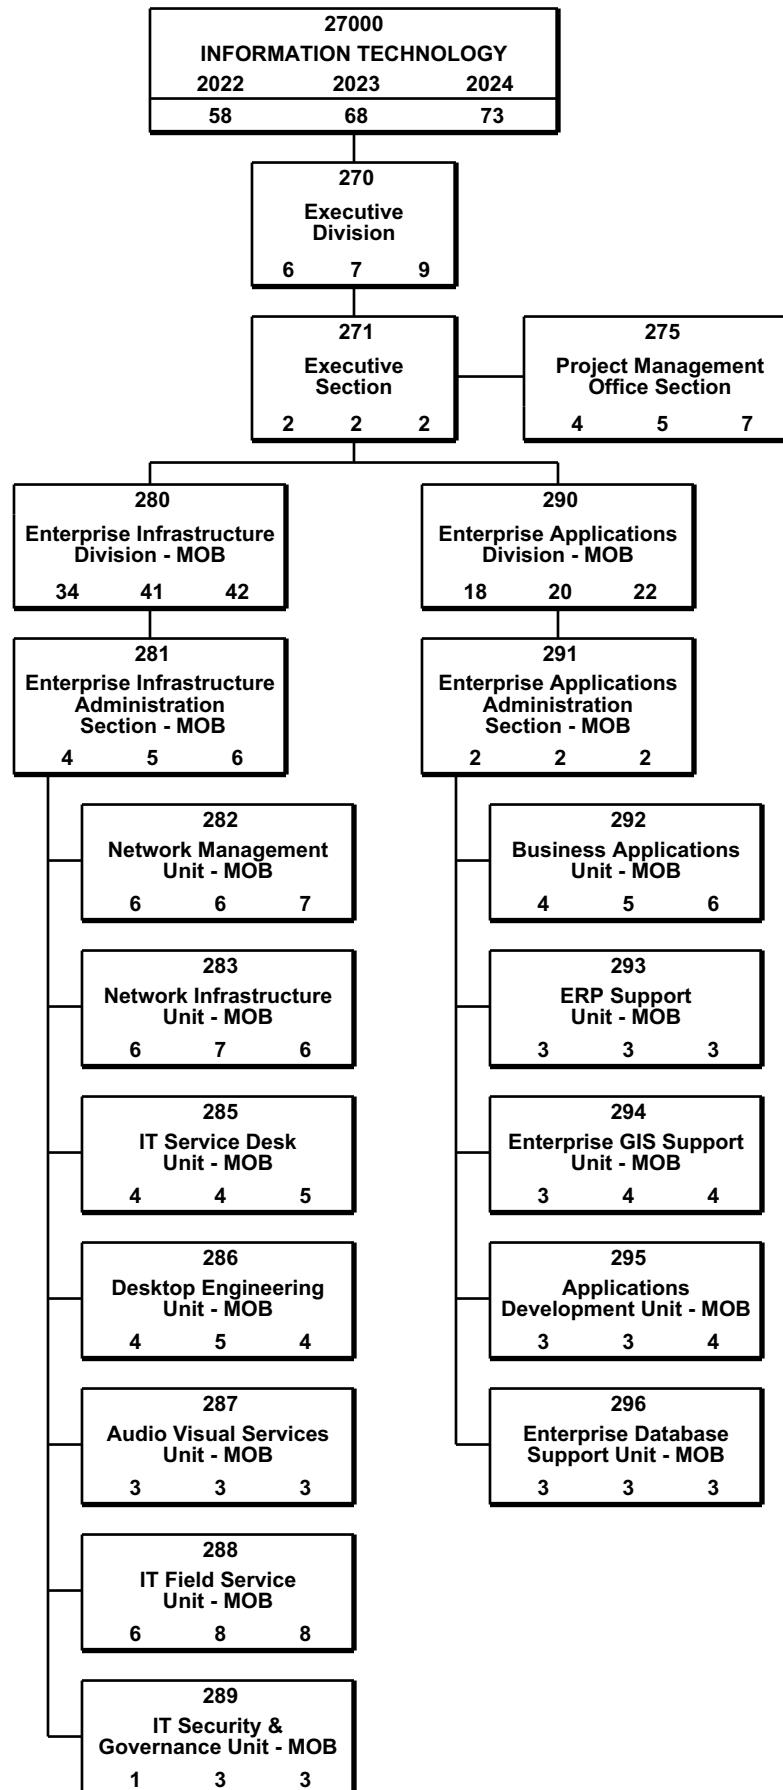 27000
INFORMATION TECHNOLOGY
2022 2023 2024
58 68 73
270
Executive
Division
6 7 9
271
Executive
Section
2 2 2
275
Project Management
Office Section
4 5 7
280
Enterprise Infrastructure
Division - MOB
34 41 42
290
Enterprise Applications
Division - MOB
18 20 22
281
Enterprise Infrastructure
Administration
Section - MOB
4 5 6
291
Enterprise Applications
Administration
Section - MOB
2 2 2
282
Network Management
Unit - MOB
6 6 7
292
Business Applications
Unit - MOB
4 5 6
283
Network Infrastructure
Unit - MOB
6 7 6
293
ERP Support
Unit - MOB
3 3 3
285
IT Service Desk
Unit - MOB
4 4 5
294
Enterprise GIS Support
Unit - MOB
3 4 4
286
Desktop Engineering
Unit - MOB
4 5 4
295
Applications
Development Unit - MOB
3 3 4
287
Audio Visual Services
Unit - MOB
3 3 3
296
Enterprise Database
Support Unit - MOB
3 3 3
288
IT Field Service
Unit - MOB
6 8 8
289
IT Security &
Governance Unit - MOB
1 3 3